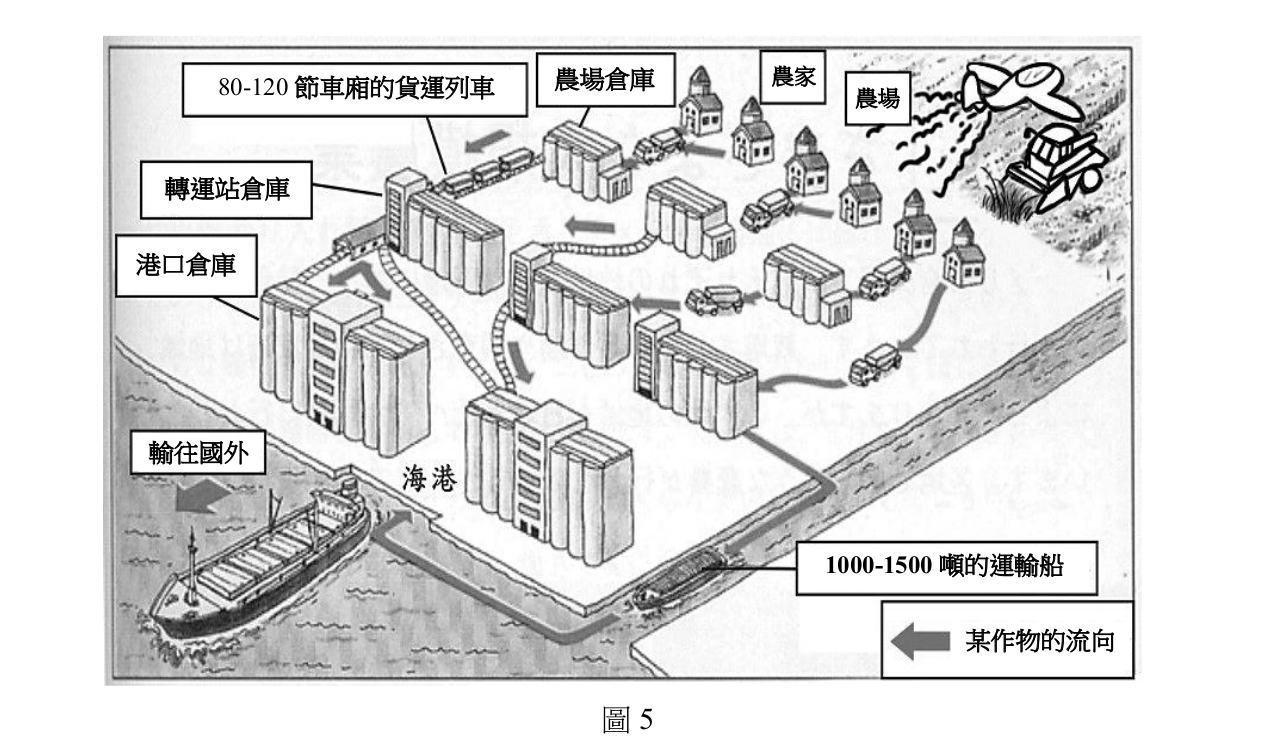 80-120 節車廂的貨運列車
農場倉庫
農家
農場
轉運站倉庫
港口倉庫
輸往國外
海港
1000-1500 噸的運輸船
某作物的流向
圖 5